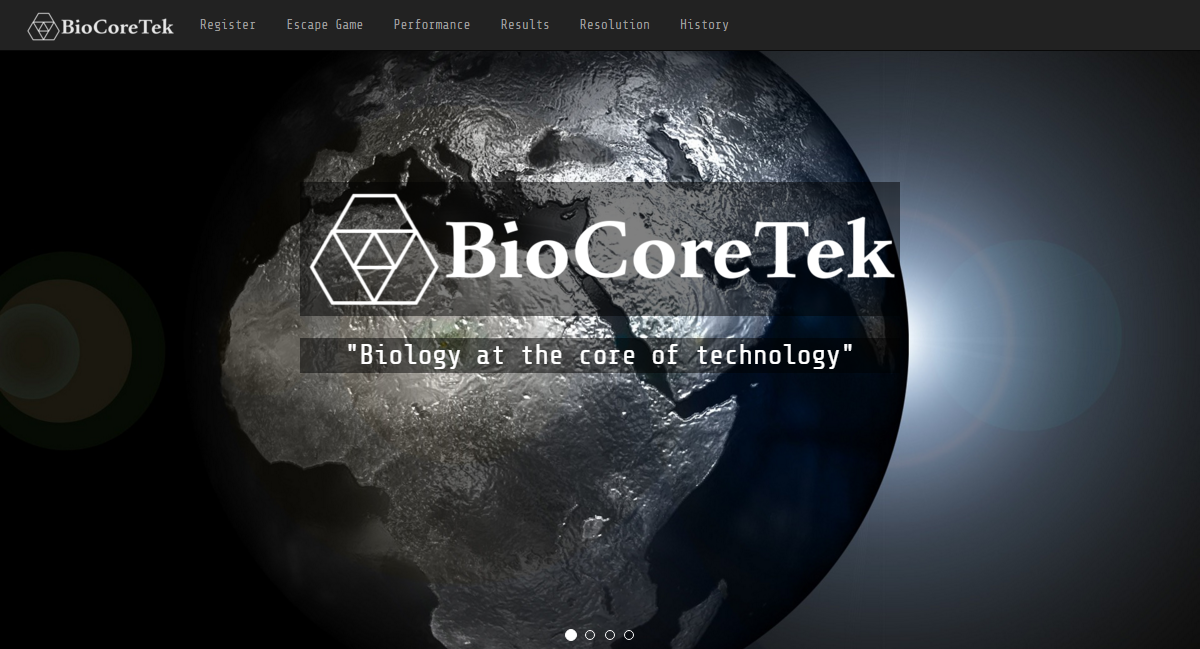 BioCoreTek Register Escape Game Performance Results Resolution History
BioCoreTek
"Biology at the core of technology"